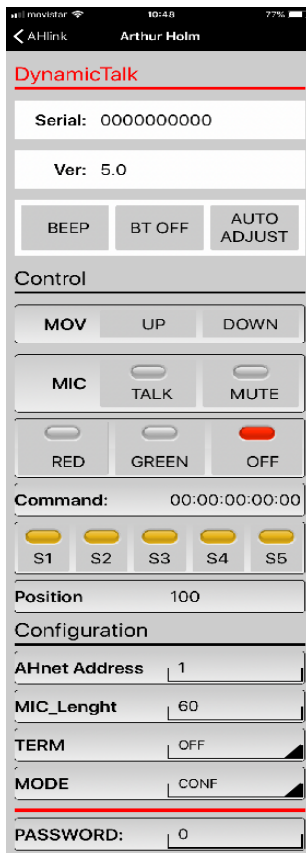 movistar 10:48 77%
AHlink Arthur Holm
DynamicTalk
Serial: 0000000000
Ver: 5.0
BEEP BT OFF AUTO ADJUST
Control
MOV UP DOWN
MIC TALK MUTE
RED GREEN OFF
Command: 00:00:00:00:00
S1 S2 S3 S4 S5
Position 100
Configuration
AHnet Address 1
MIC_Lenght 60
TERM OFF
MODE CONF
PASSWORD: 0